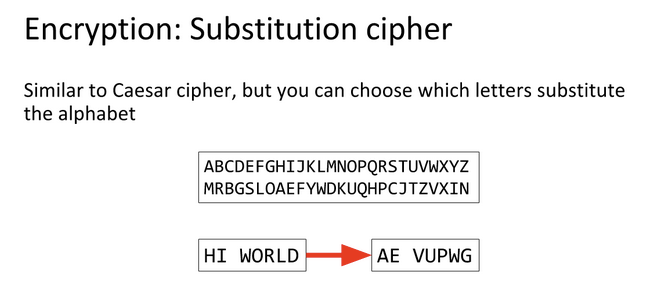 Encryption: Substitution cipher
Similar to Caesar cipher, but you can choose which letters substitute
the alphabet
ABCDEFGHIJKLMNOPQRSTUVWXYZ
MRBGSLOAEFYWDKUQHPCJTZVXIN
HI WORLD
AE VUPWG